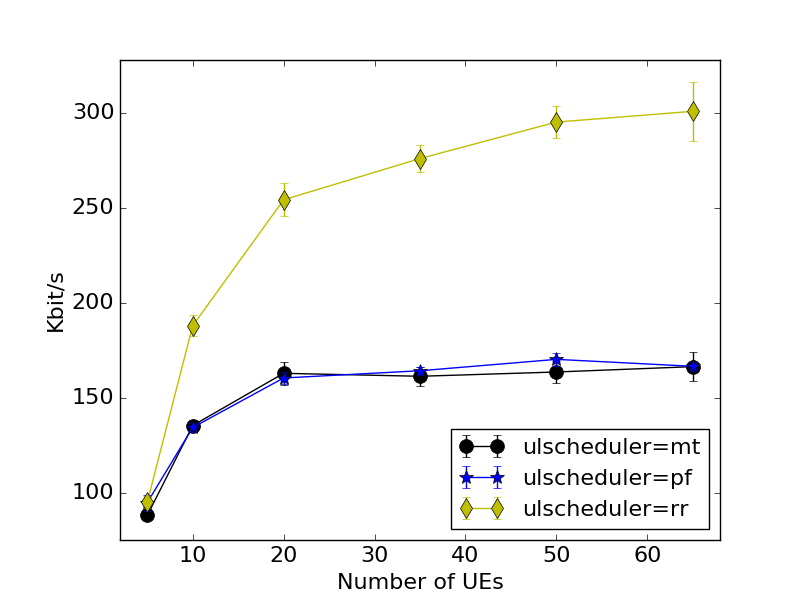 300
250
200
150
100
Kbit/s
10 20 30 40 50 60
Number of UEs
ulscheduler=mt
ulscheduler=pf
ulscheduler=rr